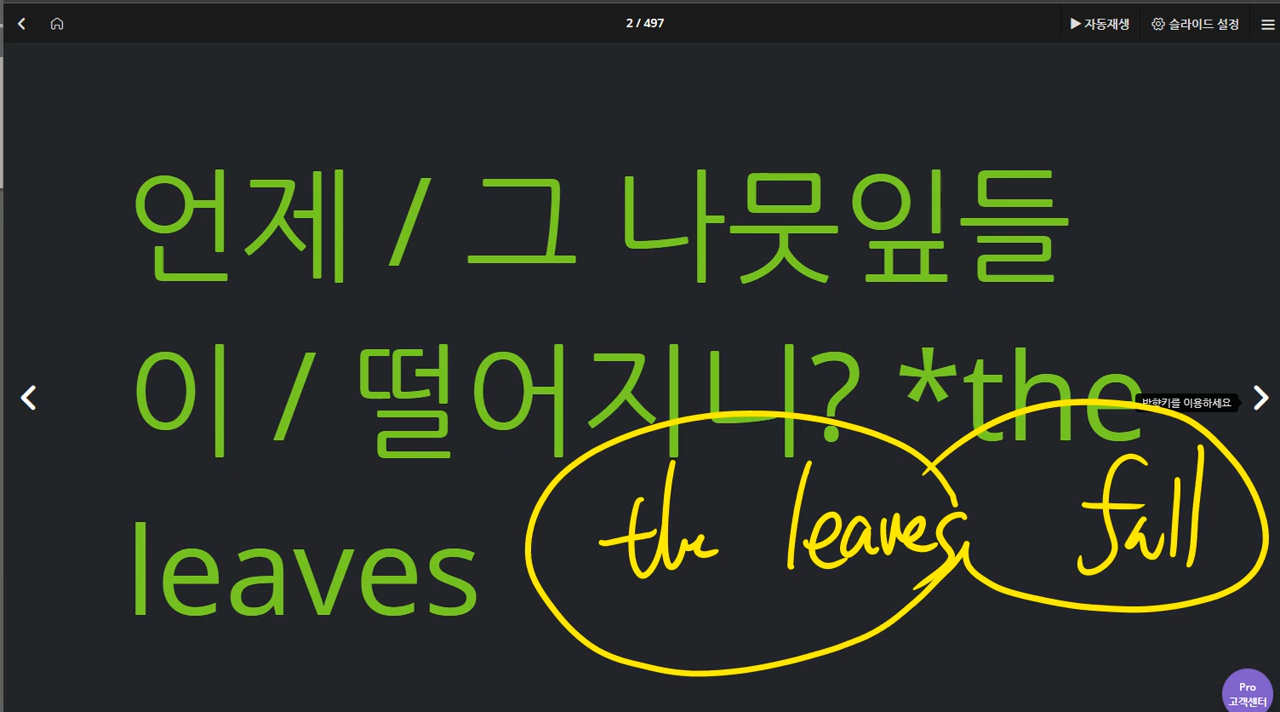 2 / 497
자동재생
슬라이드 설정
언제 / 그 나뭇잎들
이 / 떨어지니? *the
방향키를 이용하세요
leaves
the leaves fall
Pro
고객센터